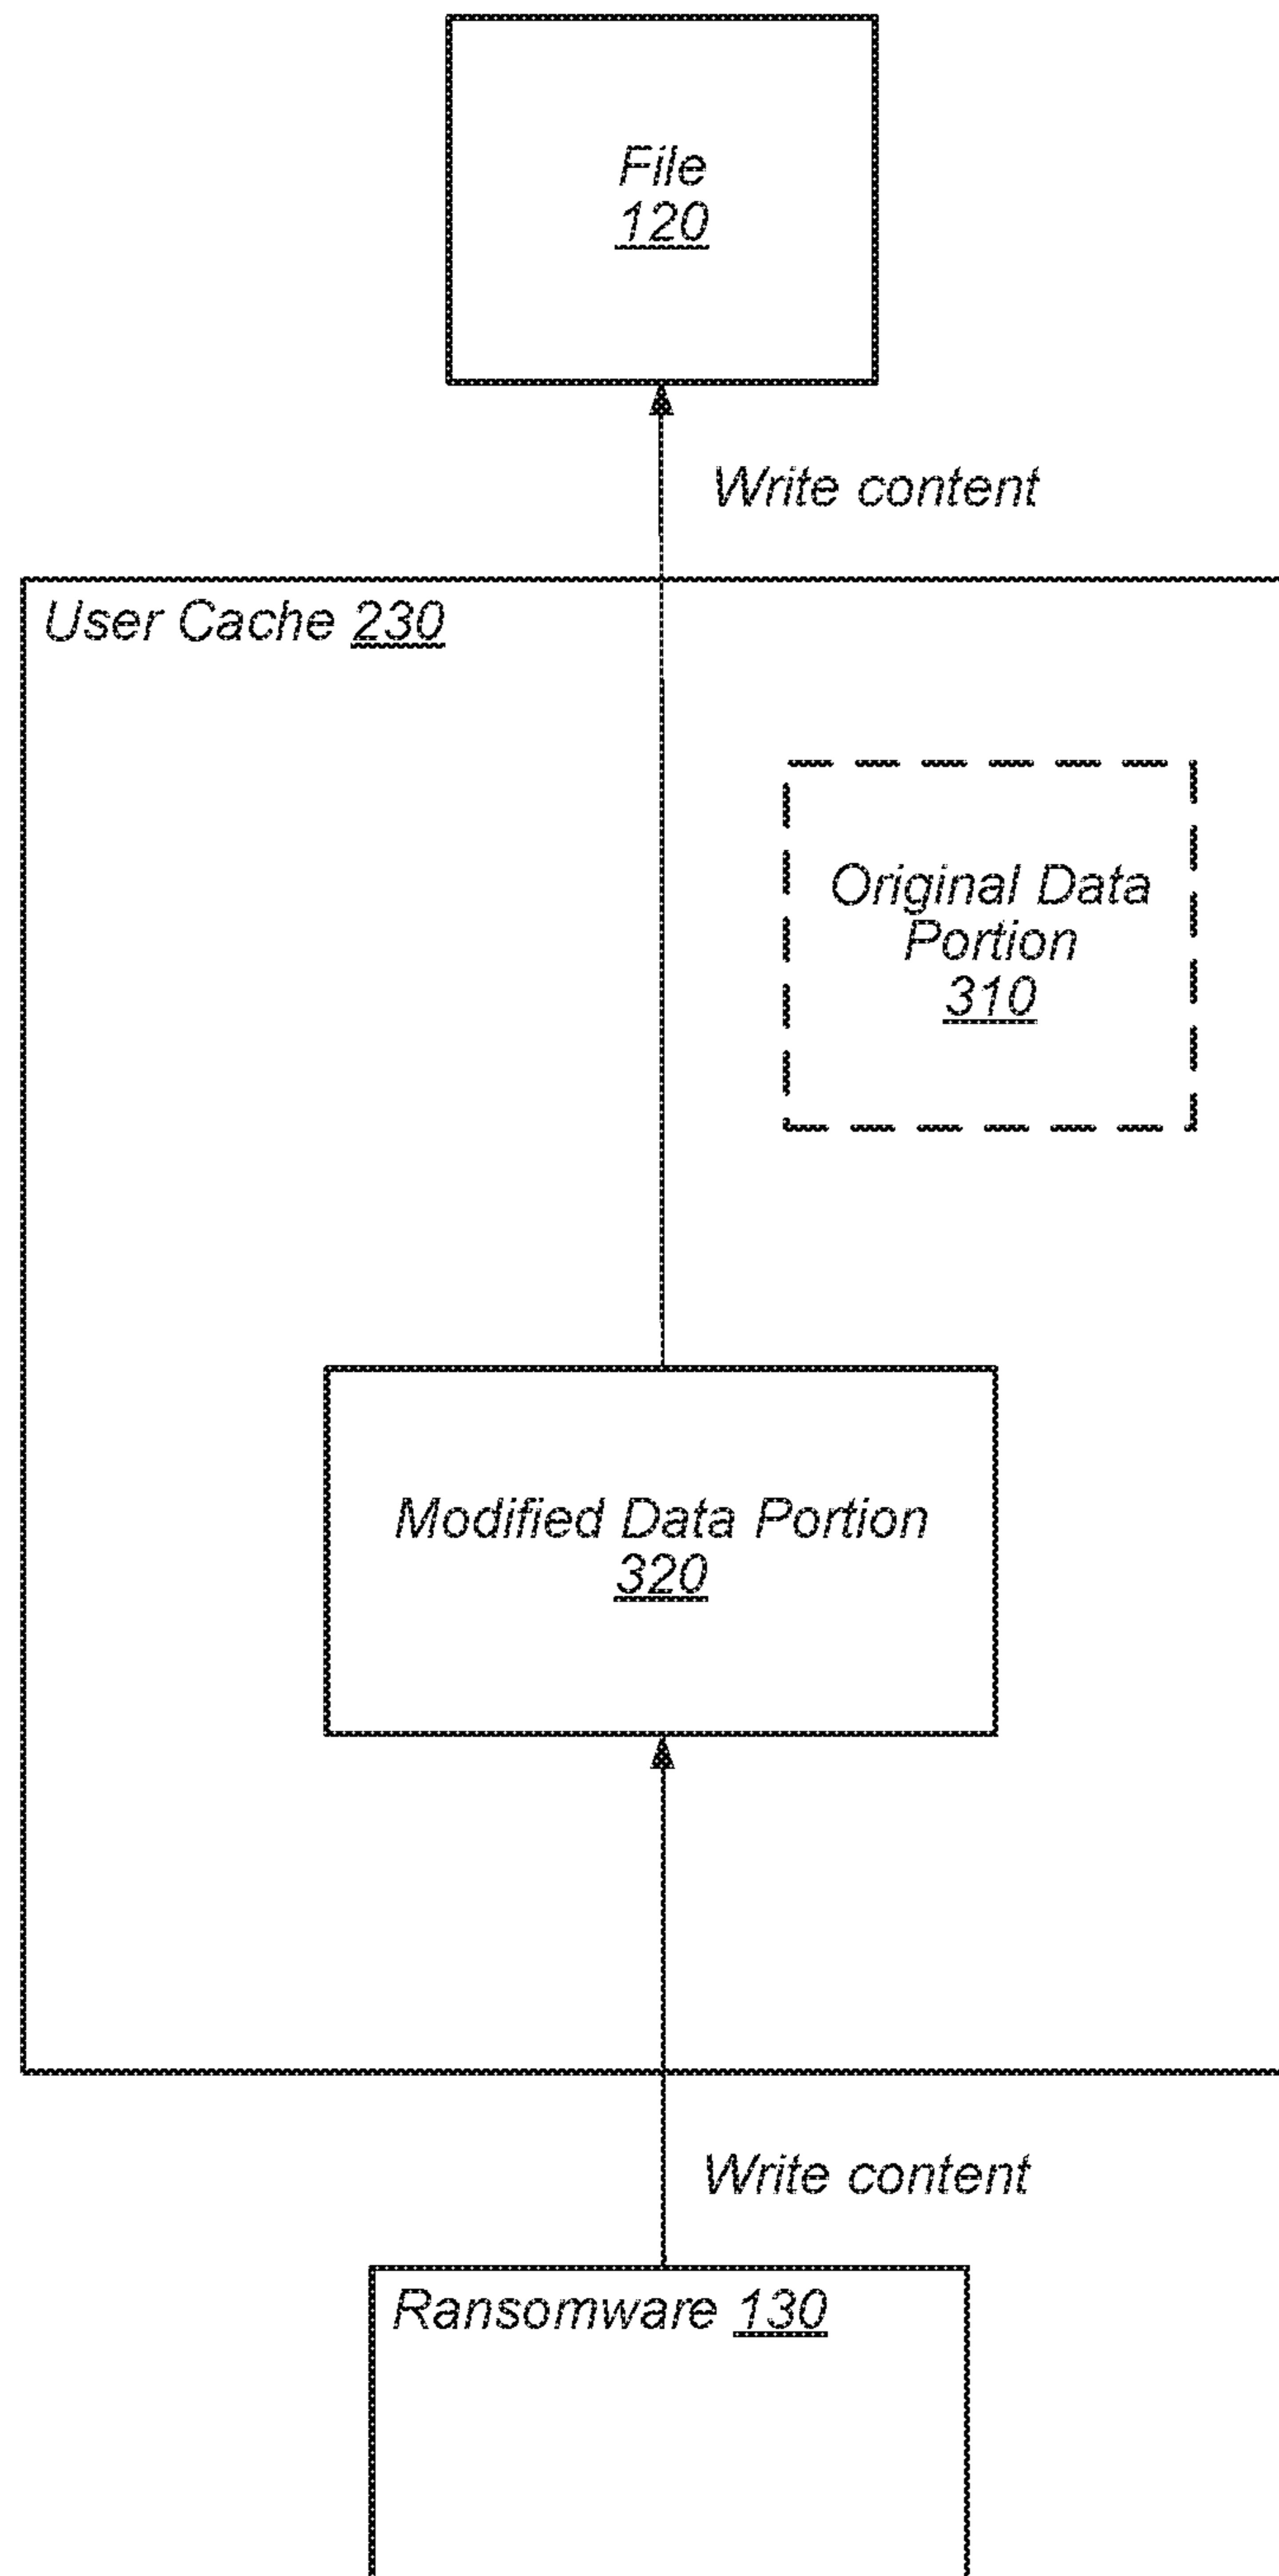 File
120
Write content
User Cache 230
Original Data
Portion
310
Modified Data Portion
320
Write content
Ransomware 130